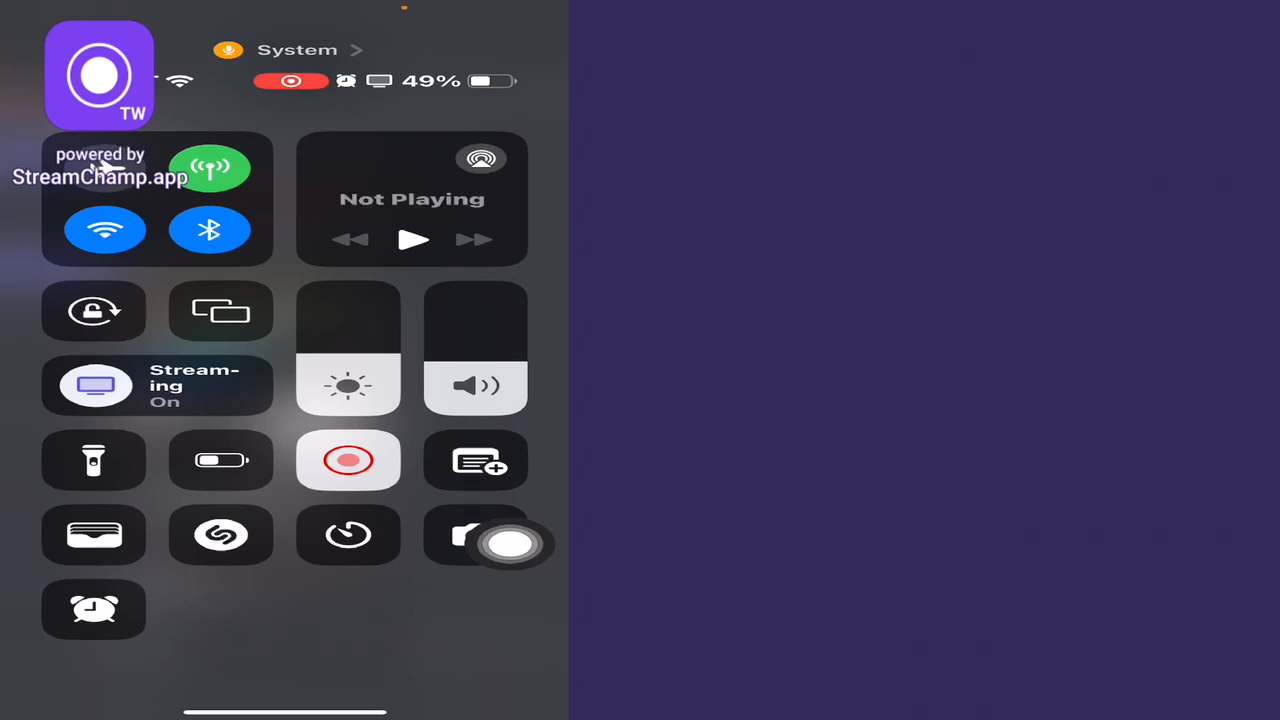 System
49%
TW
powered by
StreamChamp.app
Not Playing
Stream-
ing
On